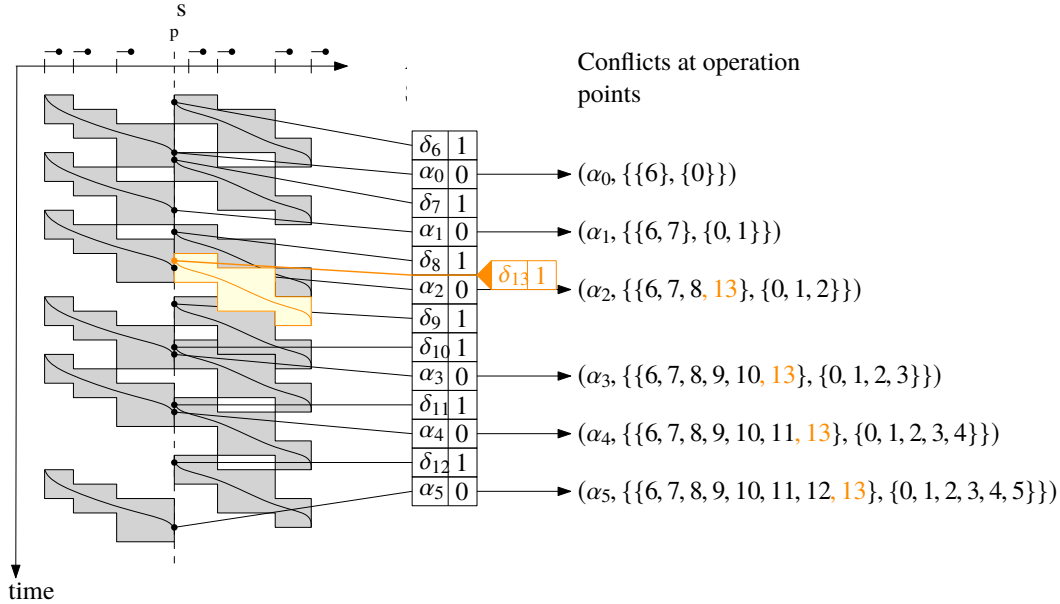 s
p
Conflicts at operation
points
δ₆ 1
α₀ 0
(α₀, {{6}, {0}})
δ₇ 1
α₁ 0
(α₁, {{6, 7}, {0, 1}})
δ₈ 1
δ₁₃ 1
α₂ 0
(α₂, {{6, 7, 8, 13}, {0, 1, 2}})
δ₉ 1
δ₁₀ 1
α₃ 0
(α₃, {{6, 7, 8, 9, 10, 13}, {0, 1, 2, 3})
δ₁₁ 1
α₄ 0
(α₄, {{6, 7, 8, 9, 10, 11, 13}, {0, 1, 2, 3, 4}})
δ₁₂ 1
α₅ 0
(α₅, {{6, 7, 8, 9, 10, 11, 12, 13}, {0, 1, 2, 3, 4, 5}})
time